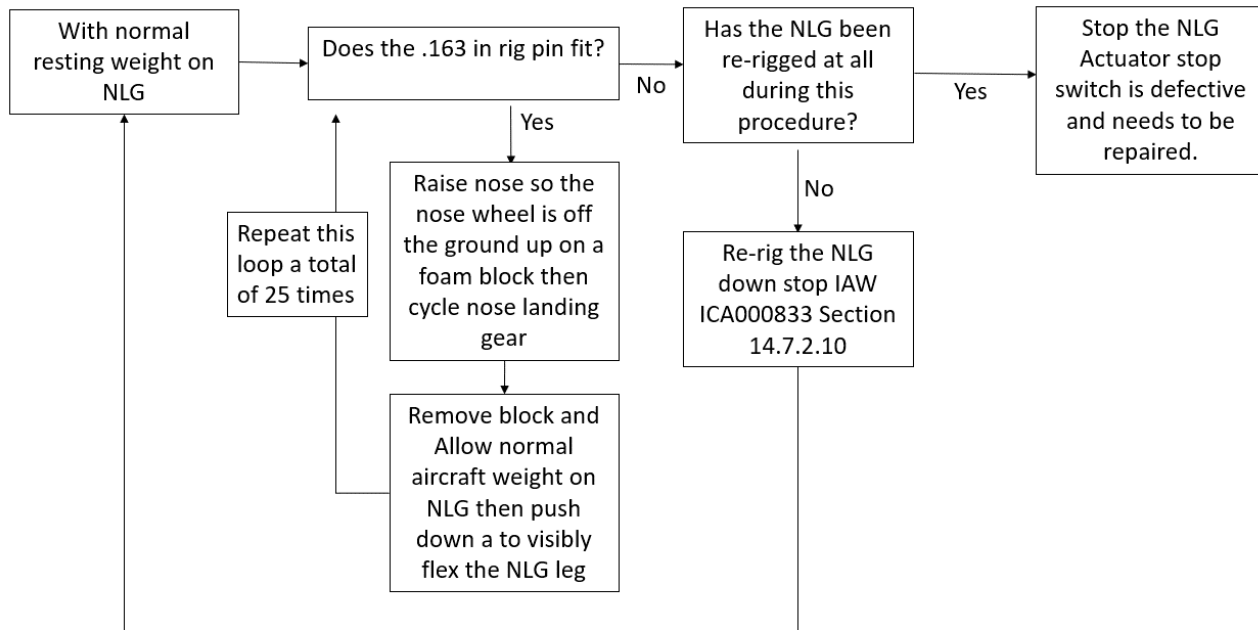 With normal
resting weight on
NLG
Does the .163 in rig pin fit?
No
Has the NLG been
re-rigged at all
during this
procedure?
Yes
Stop the NLG
Actuator stop
switch is defective
and needs to be
repaired.
Yes
Raise nose so the
nose wheel is off
the ground up on a
foam block then
cycle nose landing
gear
Repeat this
loop a total
of 25 times
Remove block and
Allow normal
aircraft weight on
NLG then push
down a to visibly
flex the NLG leg
No
Re-rig the NLG
down stop IAW
ICA000833 Section
14.7.2.10